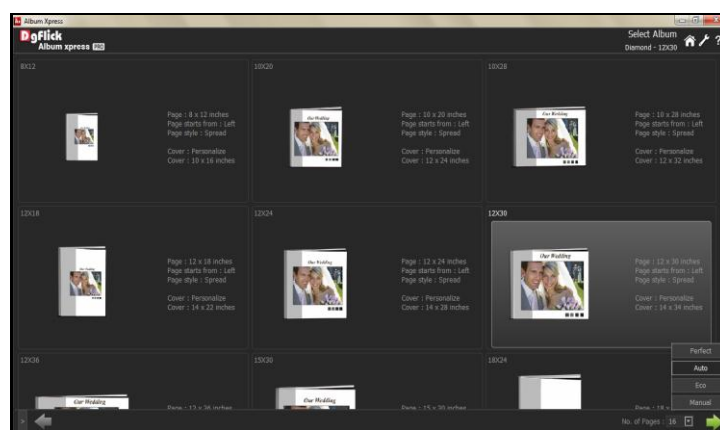 Album Xpress
DgFlick
Album xpress PRO
Select Album
Diamond - 12X30
?
8X12
Page : 8 x 12 inches
Page starts from : Left
Page style : Spread
Cover : Personalize
Cover : 10 x 16 inches
10X20
Our Wedding
Page : 10 x 20 inches
Page starts from : Left
Page style : Spread
Cover : Personalize
Cover : 12 x 24 inches
10X28
Our Wedding
Page : 10 x 28 inches
Page starts from : Left
Page style : Spread
Cover : Personalize
Cover : 12 x 32 inches
12X18
Our Wedding
Page : 12 x 18 inches
Page starts from : Left
Page style : Spread
Cover : Personalize
Cover : 14 x 22 inches
12X24
Our Wedding
Page : 12 x 24 inches
Page starts from : Left
Page style : Spread
Cover : Personalize
Cover : 14 x 28 inches
12X30
Our Wedding
Page : 12 x 30 inches
Page starts from : Left
Page style : Spread
Cover : Personalize
Cover : 14 x 34 inches
12X36
Our Wedding
Page : 12 x 36 inches
15X30
Our Wedding
Page : 15 x 30 inches
18X24
Page : 18 x
Perfect
Auto
Eco
Manual
No. of Pages : 16